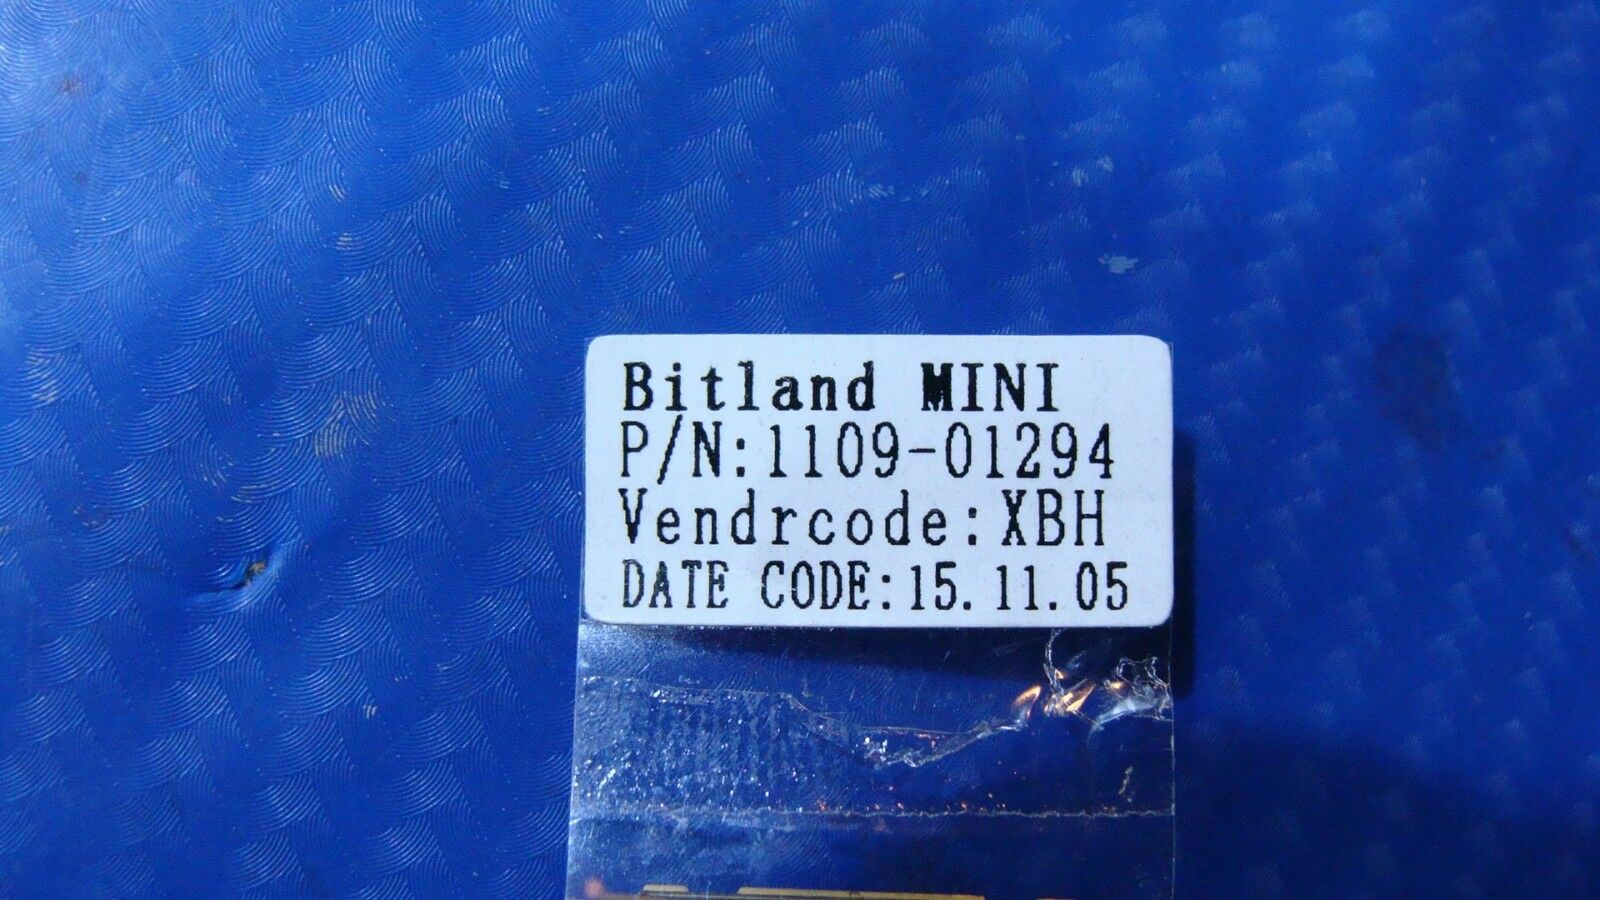 Bitland MINI
P/N:1109-01294
Vendrcode:XBH
DATE CODE:15.11.05